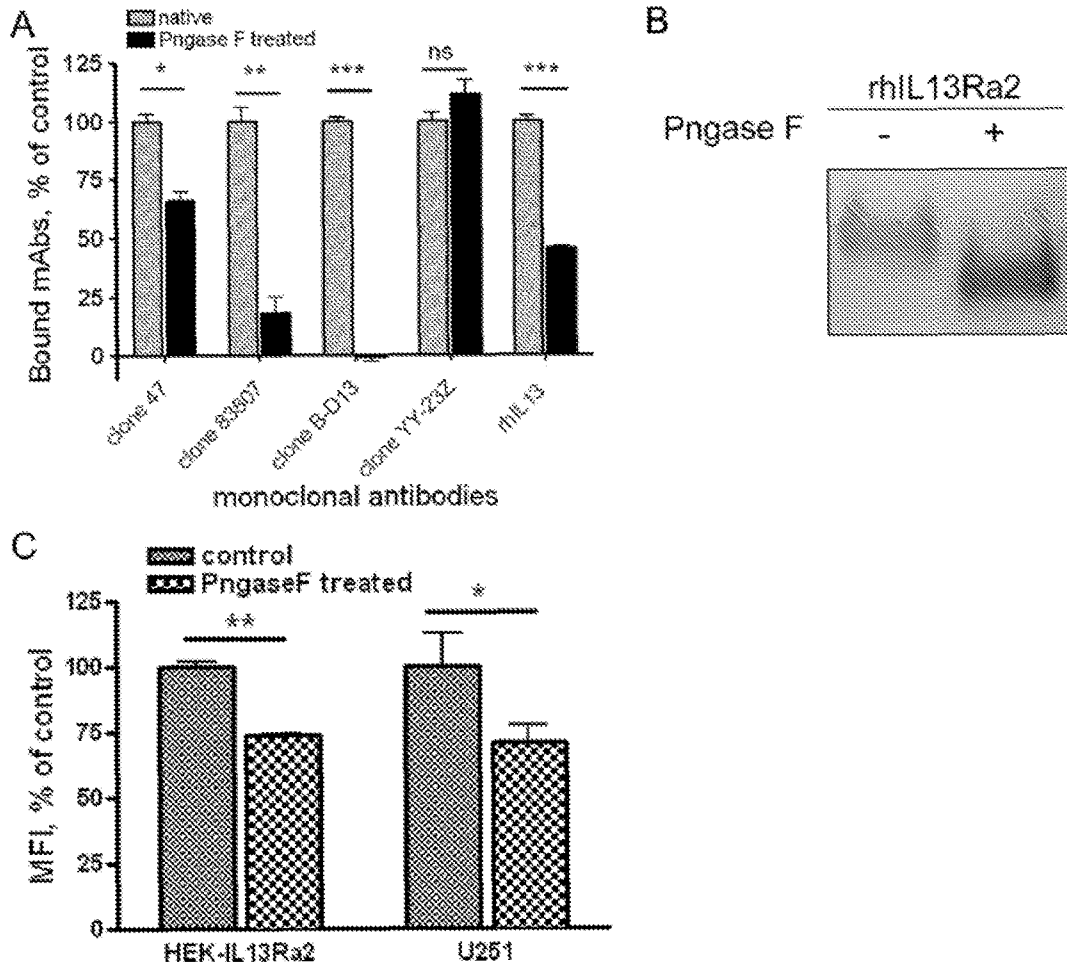 A
native
Pngase F treated
Bound mAbs, % of control
125
100
75
50
25
0
*
**
***
ns
***
clone 47
clone 83807
clone B-D13
clone YY-23Z
rhIL13
monoclonal antibodies
B
rhIL13Ra2
Pngase F - +
C
control
PngaseF treated
MFI, % of control
125
100
75
50
25
0
**
*
HEK-IL13Ra2
U251